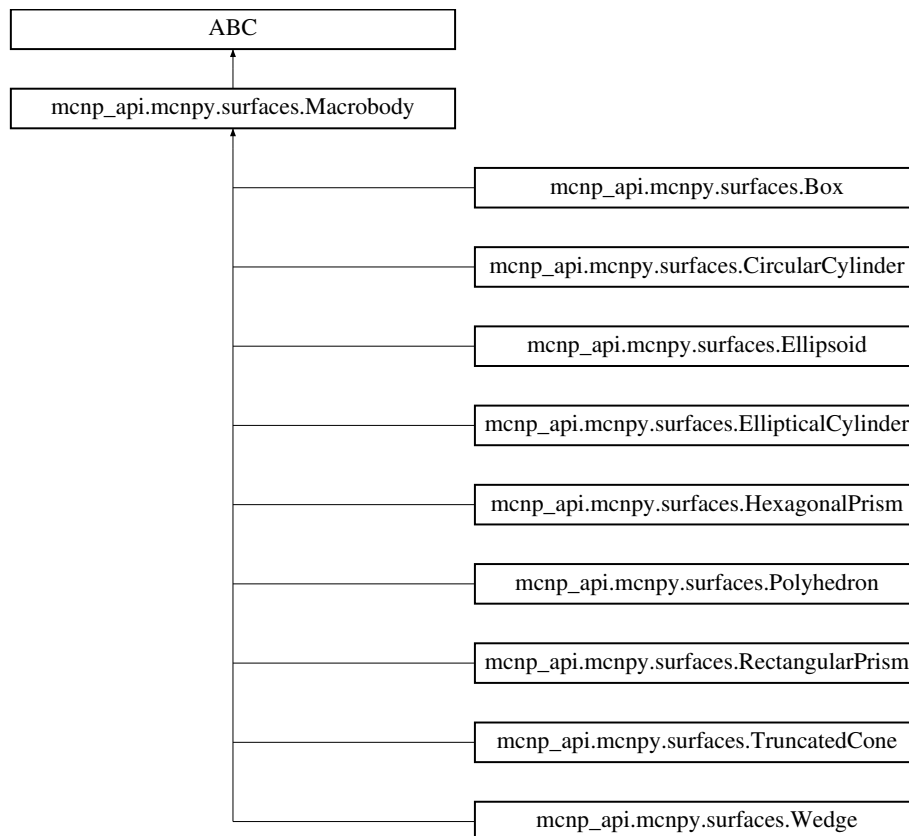 ABC
mcnp_api.mcnpy.surfaces.Macrobody
mcnp_api.mcnpy.surfaces.Box
mcnp_api.mcnpy.surfaces.CircularCylinder
mcnp_api.mcnpy.surfaces.Ellipsoid
mcnp_api.mcnpy.surfaces.EllipticalCylinder
mcnp_api.mcnpy.surfaces.HexagonalPrism
mcnp_api.mcnpy.surfaces.Polyhedron
mcnp_api.mcnpy.surfaces.RectangularPrism
mcnp_api.mcnpy.surfaces.TruncatedCone
mcnp_api.mcnpy.surfaces.Wedge